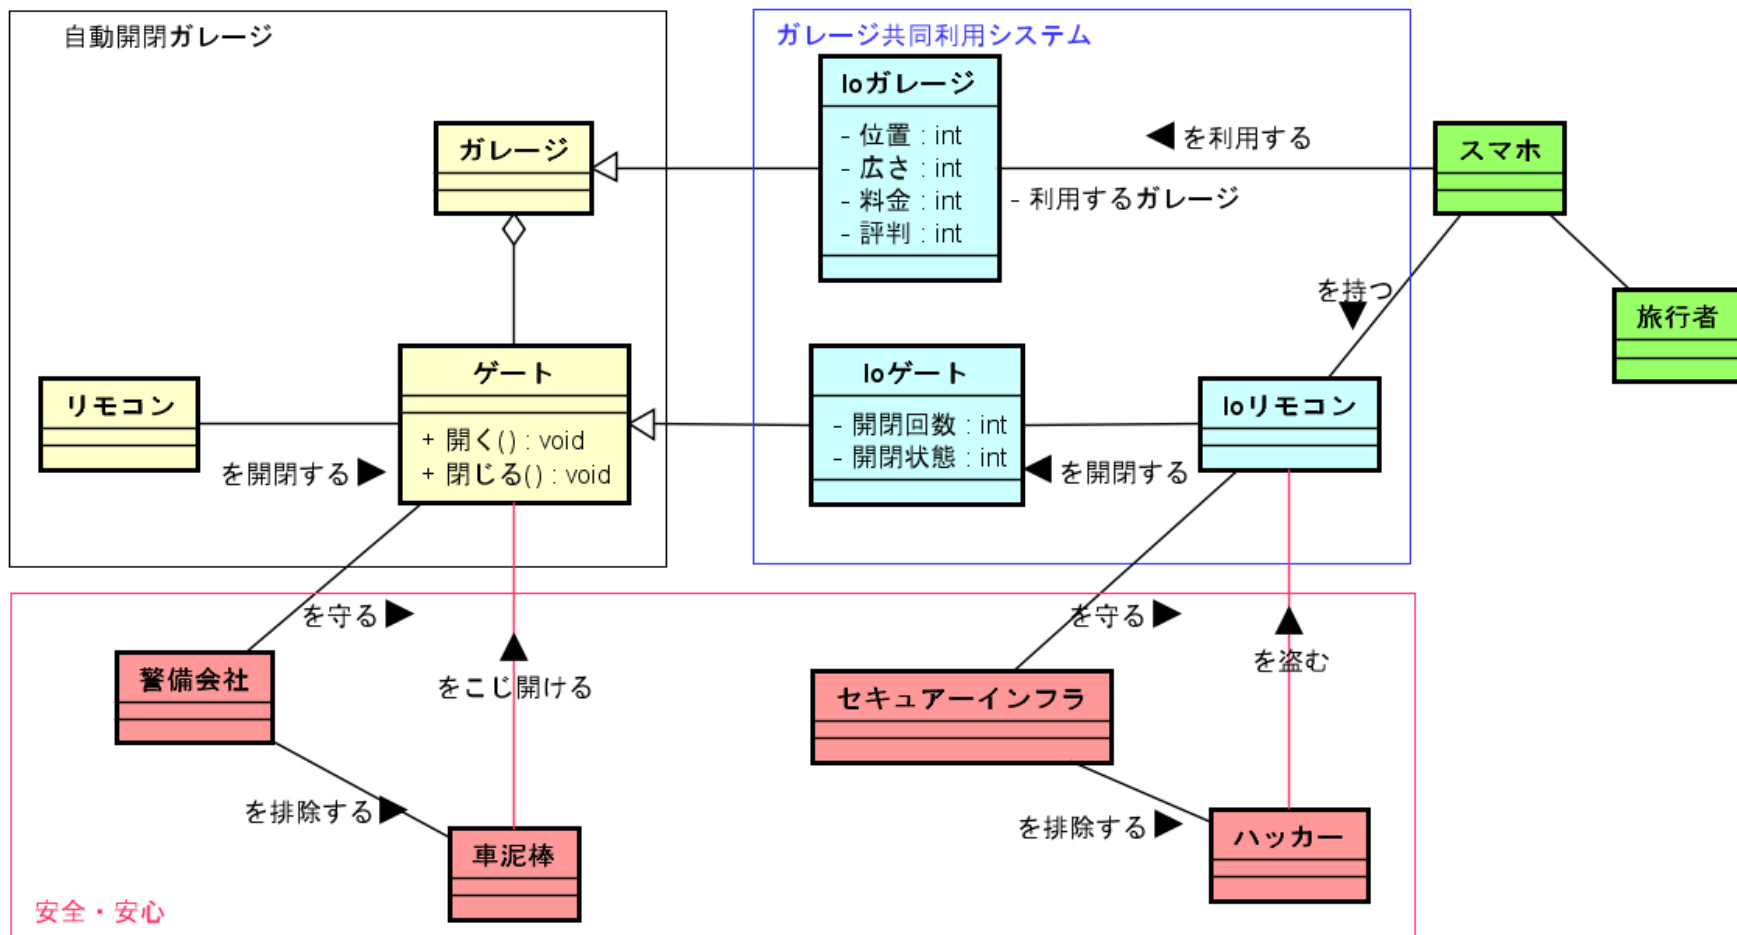 自動開閉ガレージ
ガレージ共同利用システム
Ioガレージ
- 位置 : int
- 広さ : int
- 料金 : int
- 評判 : int
ガレージ
を利用する
- 利用するガレージ
スマホ
を持つ
旅行者
リモコン
を開閉する
ゲート
+ 開く() : void
+ 閉じる() : void
Ioゲート
- 開閉回数 : int
- 開閉状態 : int
を開閉する
Ioリモコン
を守る
をこじ開ける
を守る
を盗む
警備会社
セキュアーインフラ
を排除する
車泥棒
を排除する
ハッカー
安全・安心